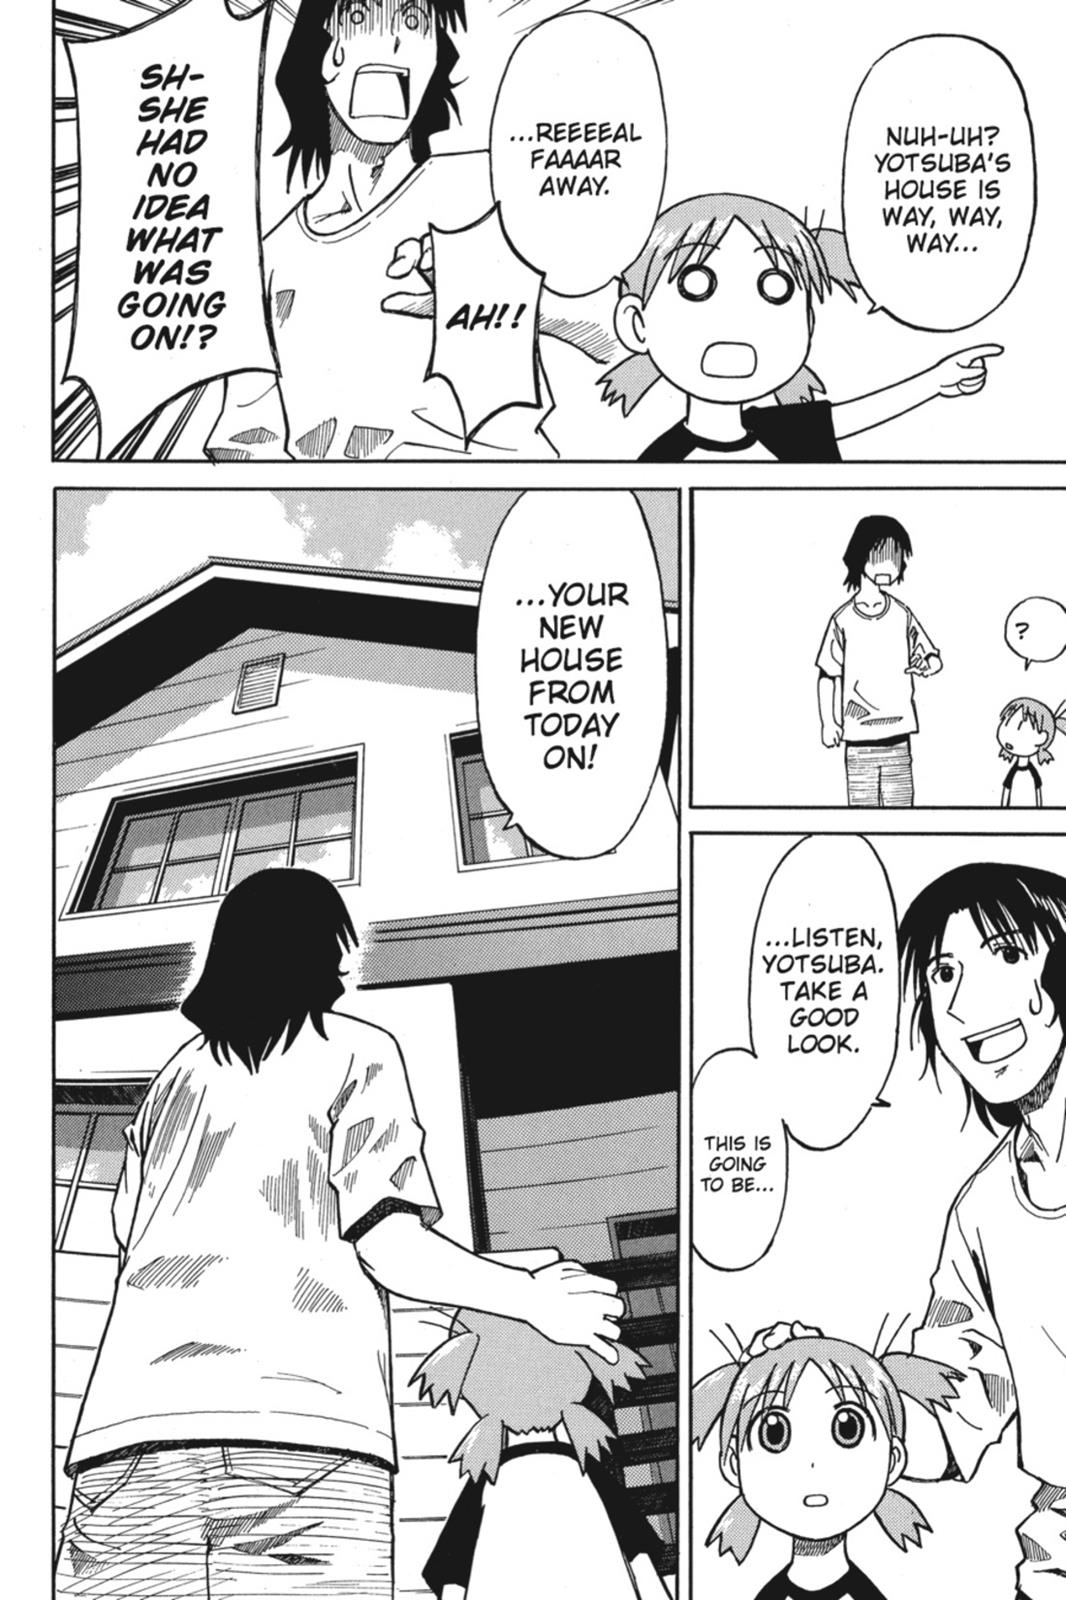 NUH-UH?
YOTSUBA'S
HOUSE IS
WAY, WAY,
WAY...
...REEEEAL
FAAAAR
AWAY.
AH!!
SH-
SHE
HAD
NO
IDEA
WHAT
WAS
GOING
ON!?
?
...LISTEN,
YOTSUBA.
TAKE A
GOOD
LOOK.
THIS IS
GOING
TO BE...
...YOUR
NEW
HOUSE
FROM
TODAY
ON!